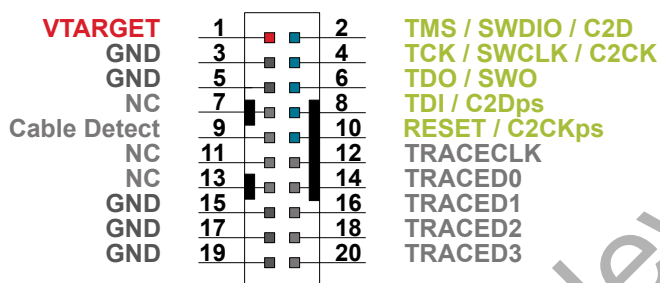 VTARGET 1 2 TMS / SWDIO / C2D
GND 3 4 TCK / SWCLK / C2CK
GND 5 6 TDO / SWO
NC 7 8 TDI / C2Dps
Cable Detect 9 10 RESET / C2CKps
NC 11 12 TRACECLK
NC 13 14 TRACED0
GND 15 16 TRACED1
GND 17 18 TRACED2
GND 19 20 TRACED3